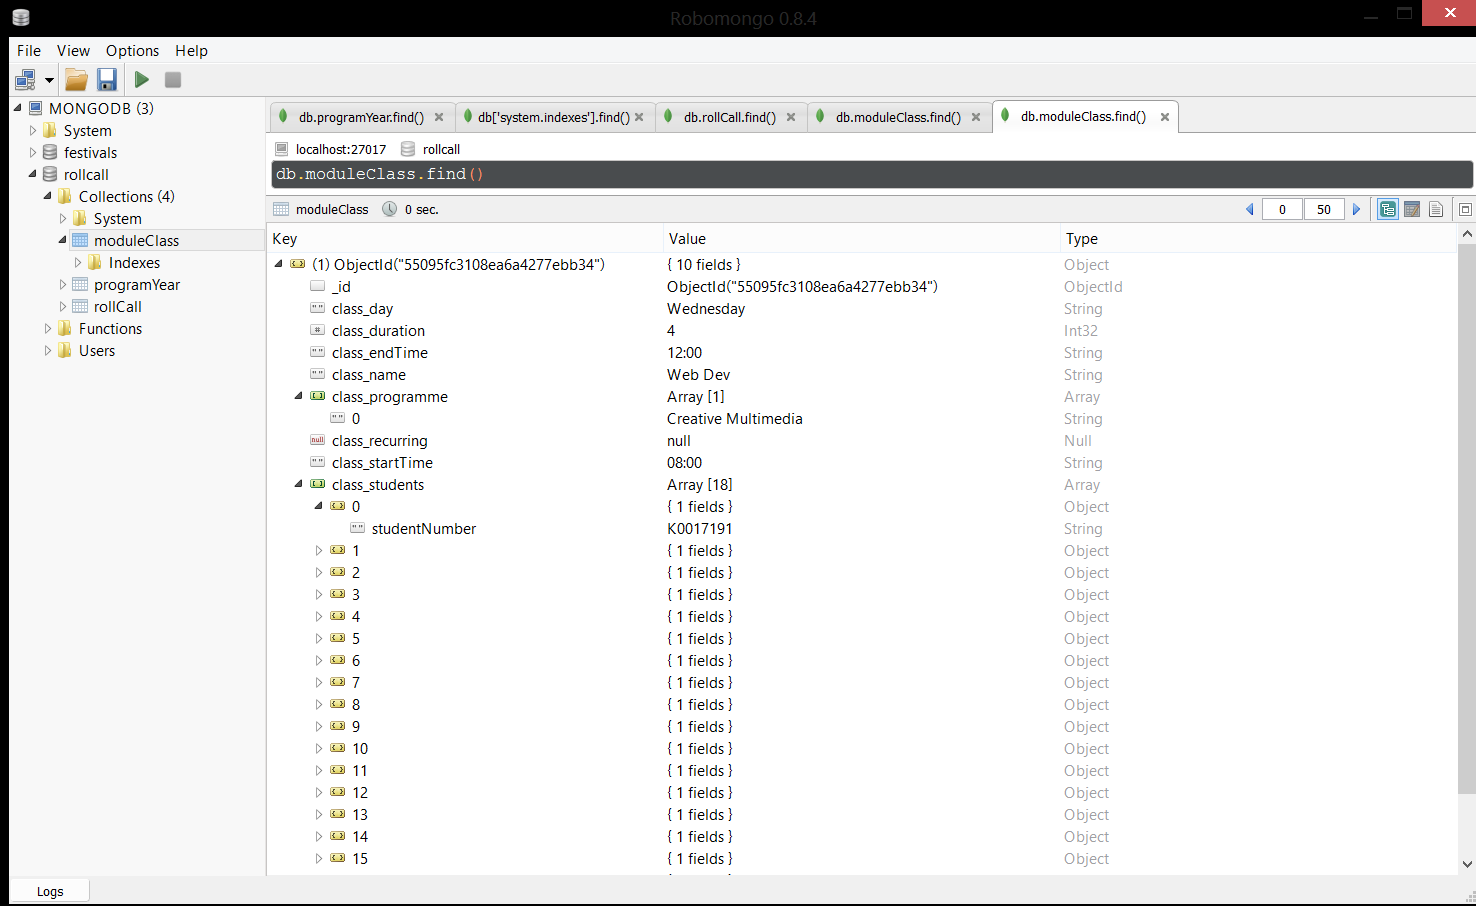 Robomongo 0.8.4
File View Options Help
MONGODB (3)
System
festivals
rollcall
Collections (4)
System
moduleClass
Indexes
programYear
rollCall
Functions
Users
db.programYear.find() db['system.indexes'].find() db.rollCall.find() db.moduleClass.find() db.moduleClass.find()
localhost:27017 rollcall
db.moduleClass.find()
moduleClass 0 sec. 0 50
Key Value Type
(1) ObjectId("55095fc3108ea6a4277ebb34") { 10 fields } Object
_id ObjectId("55095fc3108ea6a4277ebb34") ObjectId
class_day Wednesday String
# class_duration 4 Int32
class_endTime 12:00 String
class_name Web Dev String
class_programme Array [1] Array
0 Creative Multimedia String
null class_recurring null Null
class_startTime 08:00 String
class_students Array [18] Array
0 { 1 fields } Object
studentNumber K0017191 String
1 { 1 fields } Object
2 { 1 fields } Object
3 { 1 fields } Object
4 { 1 fields } Object
5 { 1 fields } Object
6 { 1 fields } Object
7 { 1 fields } Object
8 { 1 fields } Object
9 { 1 fields } Object
10 { 1 fields } Object
11 { 1 fields } Object
12 { 1 fields } Object
13 { 1 fields } Object
14 { 1 fields } Object
15 { 1 fields } Object
Logs